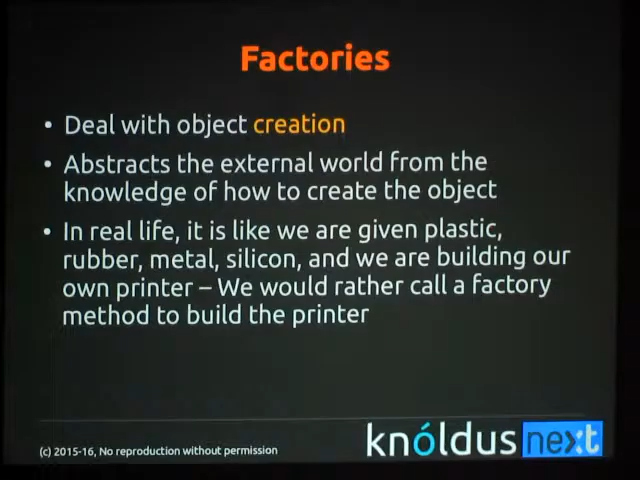 Factories
• Deal with object creation
• Abstracts the external world from the
knowledge of how to create the object
• In real life, it is like we are given plastic,
rubber, metal, silicon, and we are building our
own printer – We would rather call a factory
method to build the printer
(c) 2015-16, No reproduction without permission
knóldus next